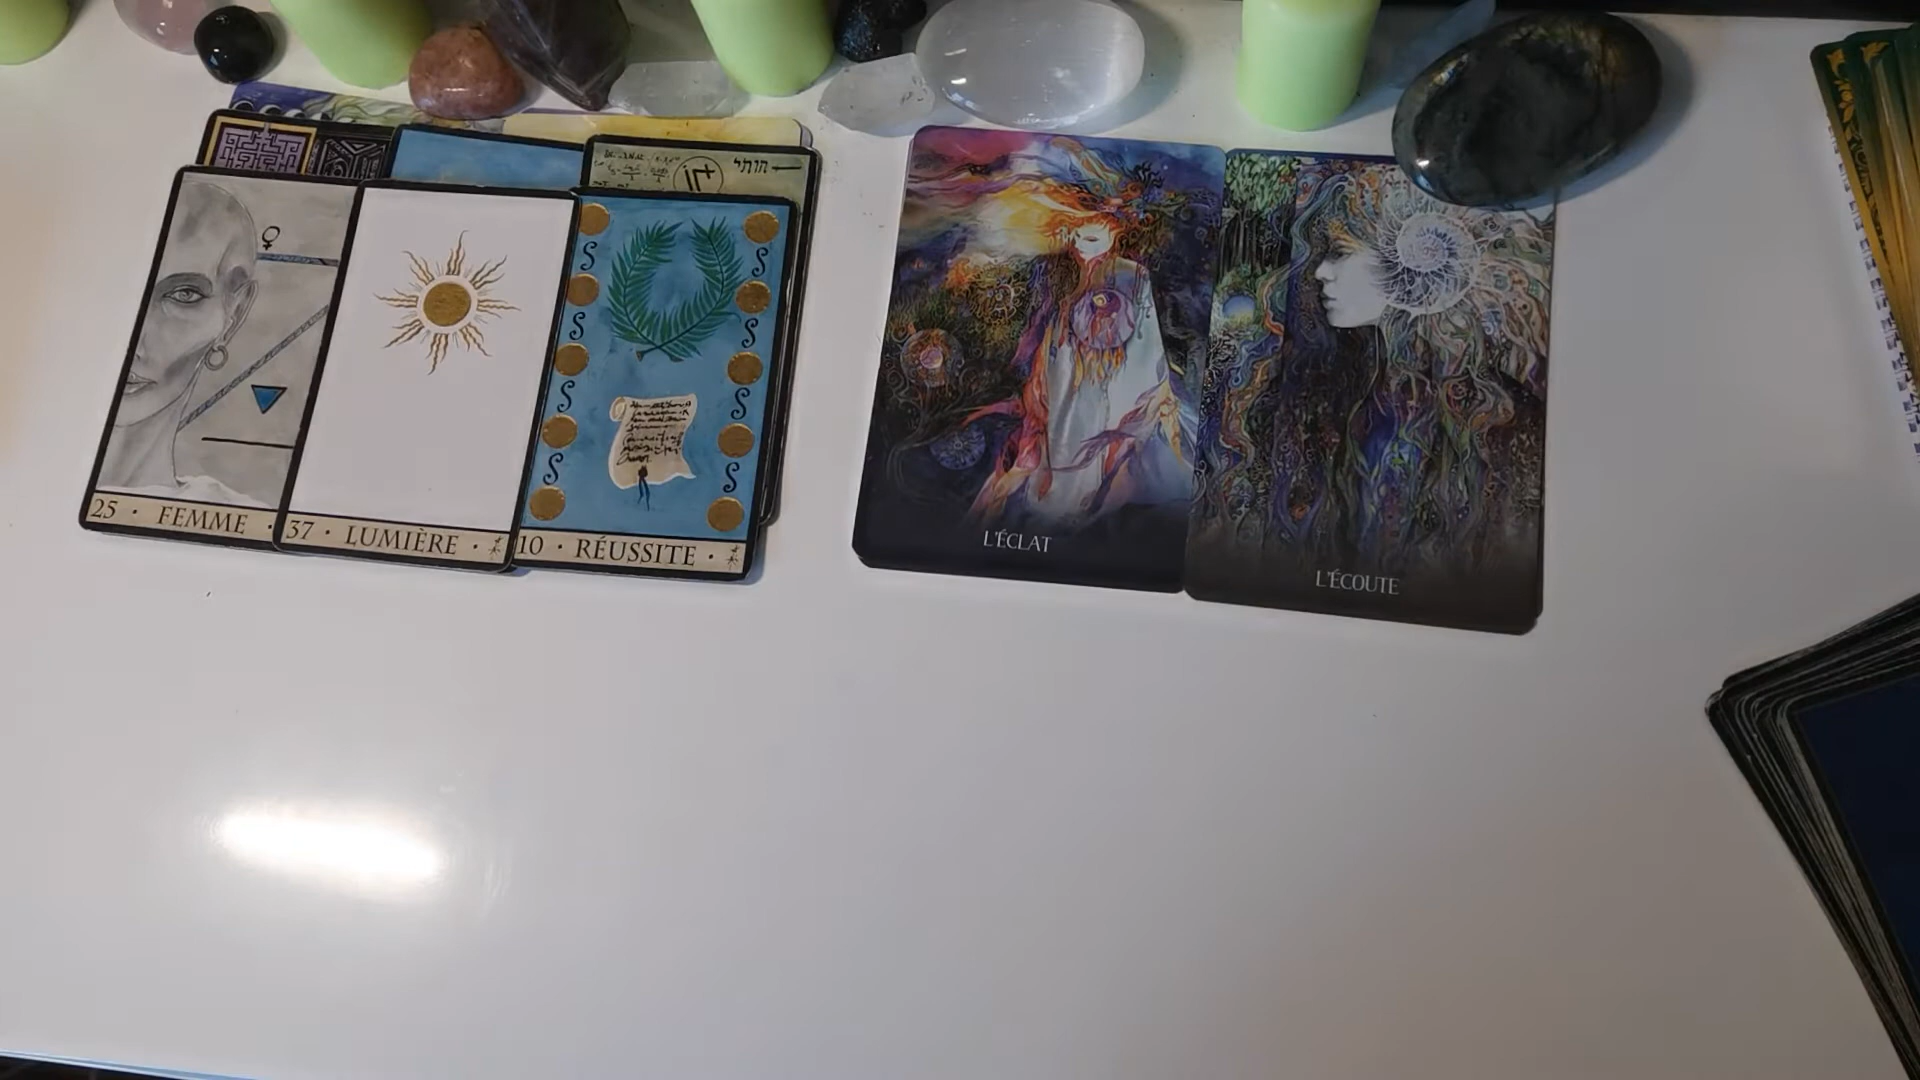 25 · FEMME ·
37 · LUMIÈRE ·
10 · RÉUSSITE ·
L'ÉCLAT
L'ÉCOUTE